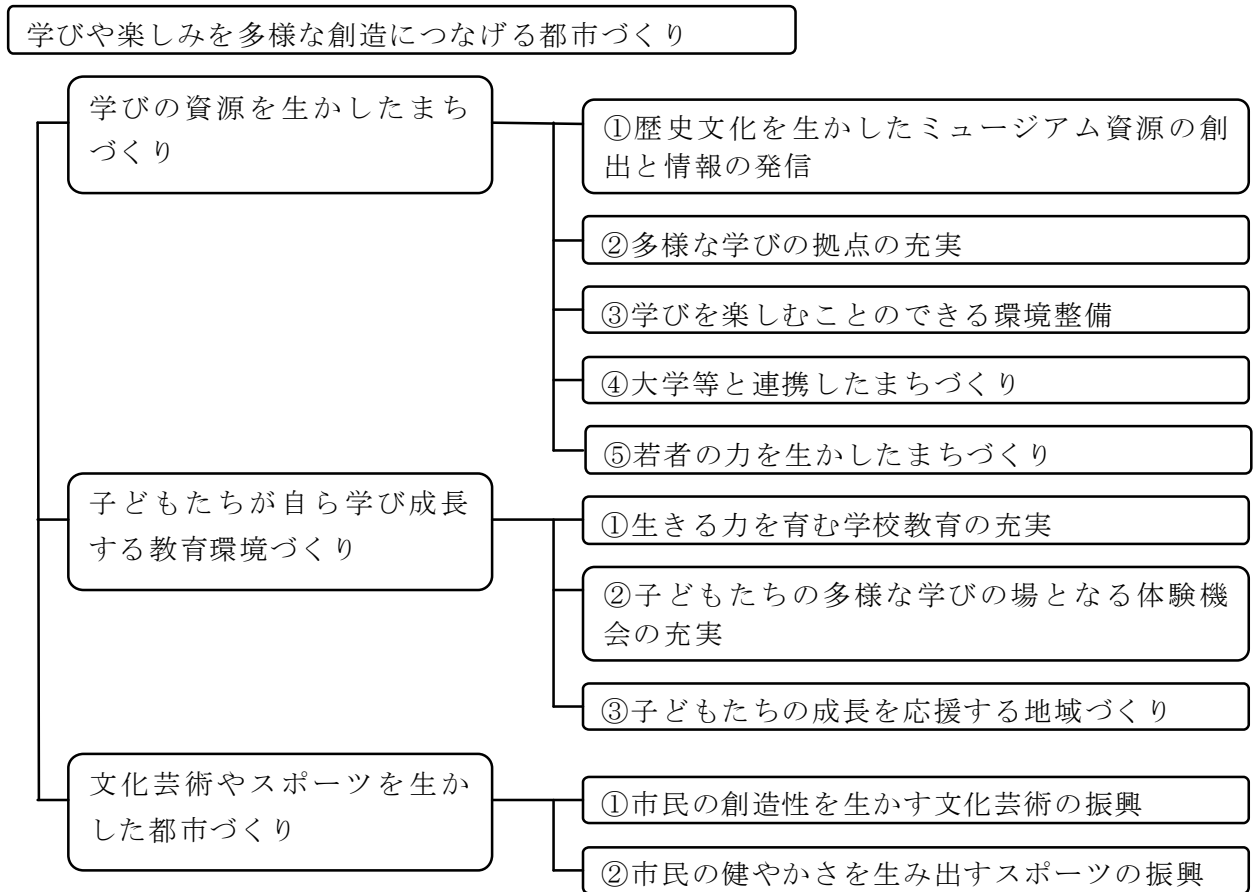 学びや楽しみを多様な創造につなげる都市づくり
学びの資源を生かしたまち
づくり
①歴史文化を生かしたミュージアム資源の創
出と情報の発信
②多様な学びの拠点の充実
③学びを楽しむことのできる環境整備
④大学等と連携したまちづくり
⑤若者の力を生かしたまちづくり
子どもたちが自ら学び成長
する教育環境づくり
①生きる力を育む学校教育の充実
②子どもたちの多様な学びの場となる体験機
会の充実
③子どもたちの成長を応援する地域づくり
文化芸術やスポーツを生か
した都市づくり
①市民の創造性を生かす文化芸術の振興
②市民の健やかさを生み出すスポーツの振興